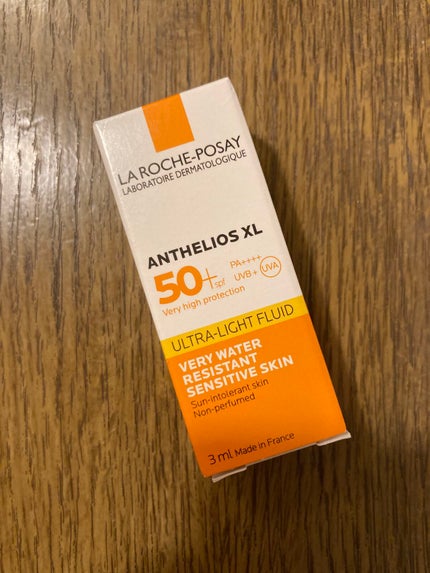 LA ROCHE-POSAY
LABORATOIRE DERMATOLOGIQUE
ANTHELIOS XL
50+ spf
PA++++
UVB + UVA
Very high protection
ULTRA-LIGHT FLUID
VERY WATER
RESISTANT
SENSITIVE SKIN
Sun-intolerant skin
Non-perfumed
3 ml Made in France